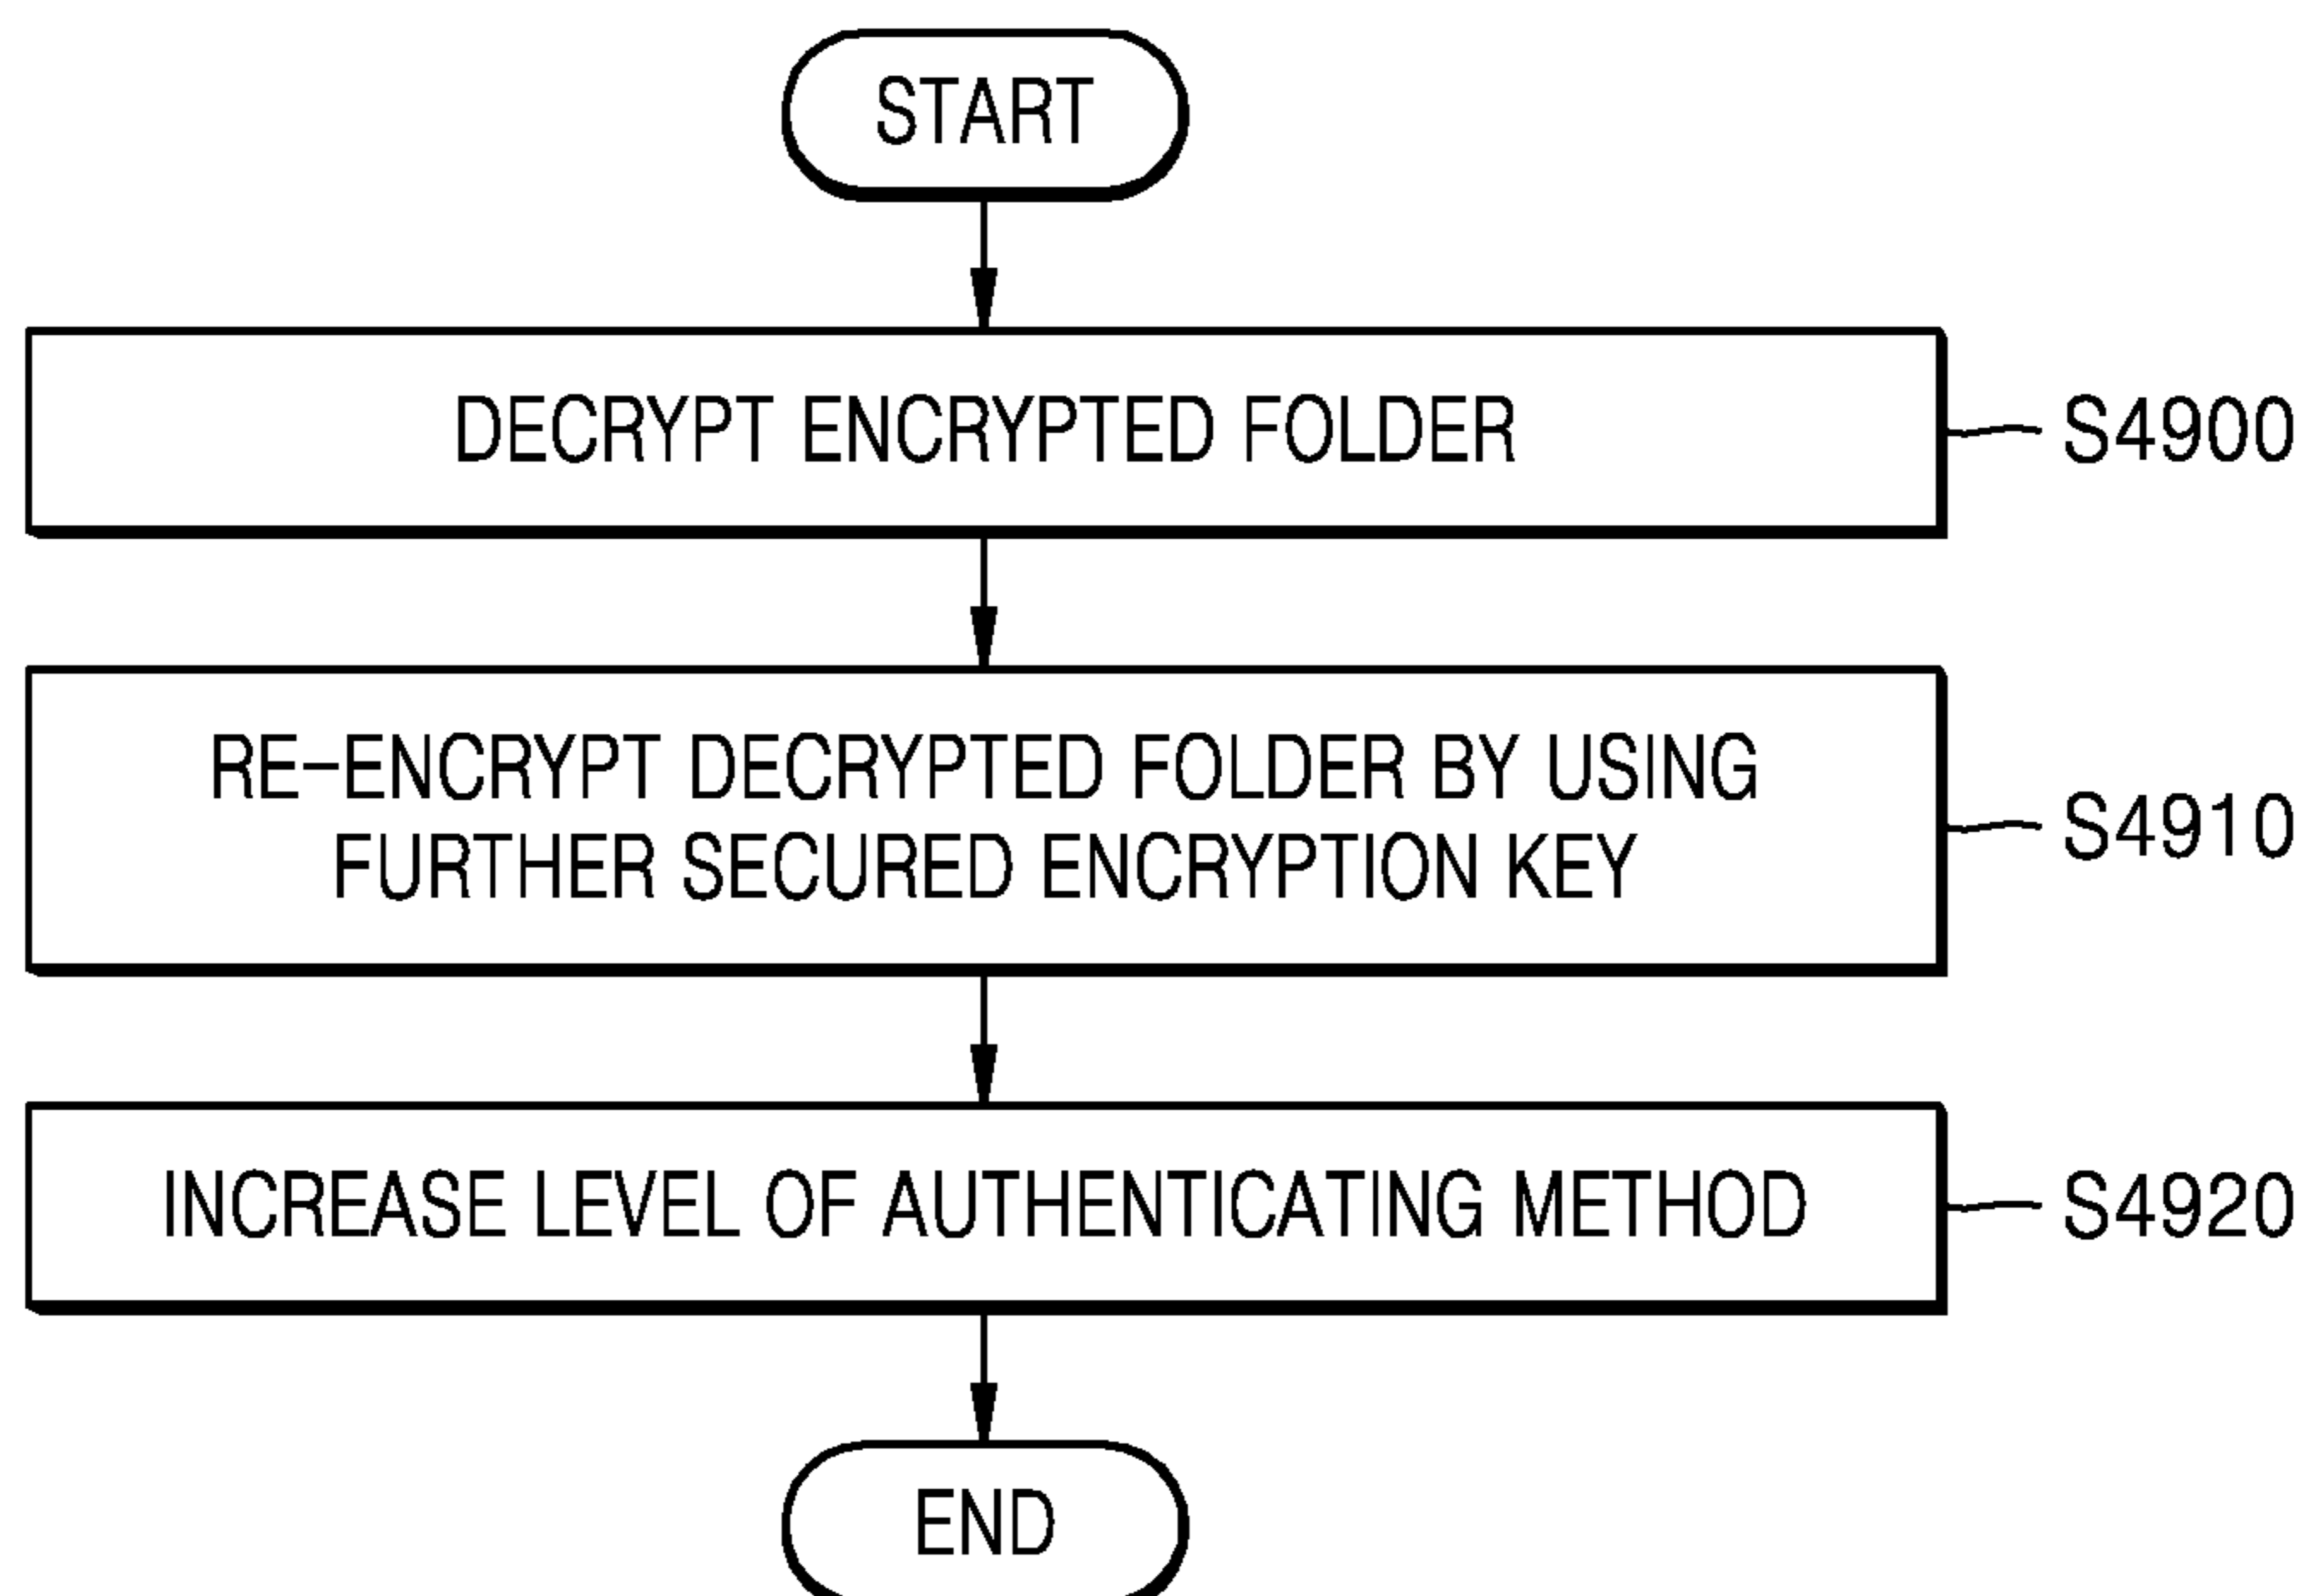 START
DECRYPT ENCRYPTED FOLDER
S4900
RE-ENCRYPT DECRYPTED FOLDER BY USING
FURTHER SECURED ENCRYPTION KEY
S4910
INCREASE LEVEL OF AUTHENTICATING METHOD
S4920
END